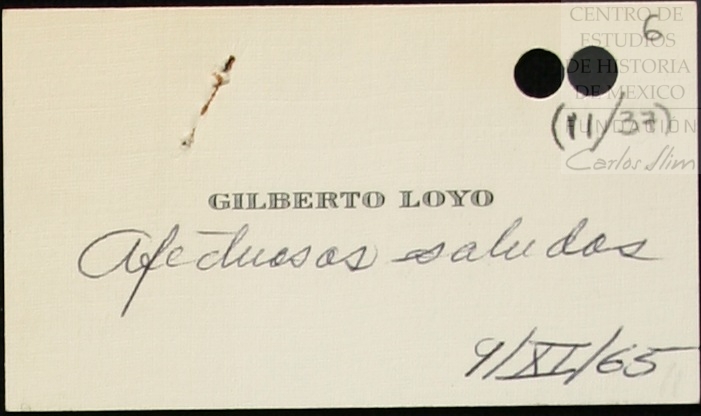 CENTRO DE
ESTUDIOS
DE HISTORIA
DE MEXICO
FUNDACIÓN
Carlos Slim
6
(11/37)
GILBERTO LOYO
Afectuosos saludos
9/XI/65